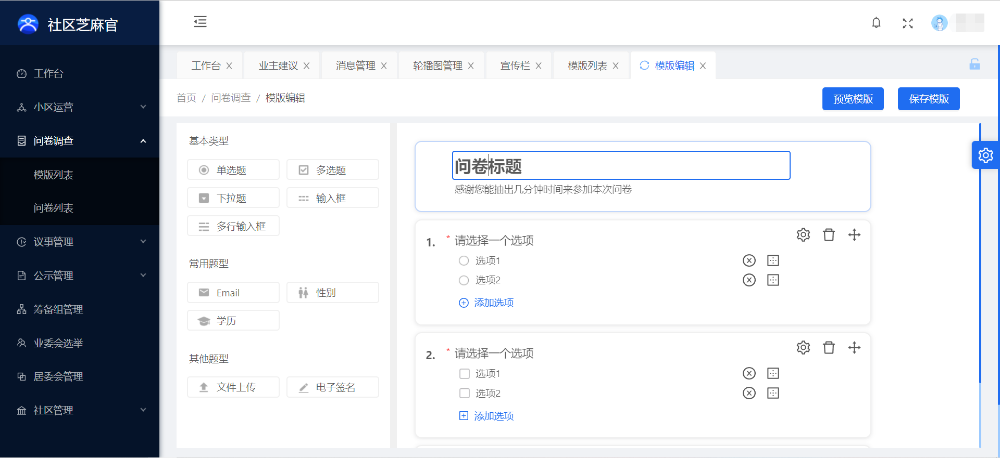 社区芝麻官
工作台
小区运营
问卷调查
模版列表
问卷列表
议事管理
公示管理
筹备组管理
业委会选举
居委会管理
社区管理
工作台 X 业主建议 X 消息管理 X 轮播图管理 X 宣传栏 X 模版列表 X 模版编辑 X
首页 / 问卷调查 / 模版编辑
预览模版 保存模版
基本类型
单选题 多选题
下拉题 输入框
多行输入框
常用题型
Email 性别
学历
其他题型
文件上传 电子签名
问卷标题
感谢您能抽出几分钟时间来参加本次问卷
1. * 请选择一个选项
选项1
选项2
添加选项
2. * 请选择一个选项
选项1
选项2
添加选项